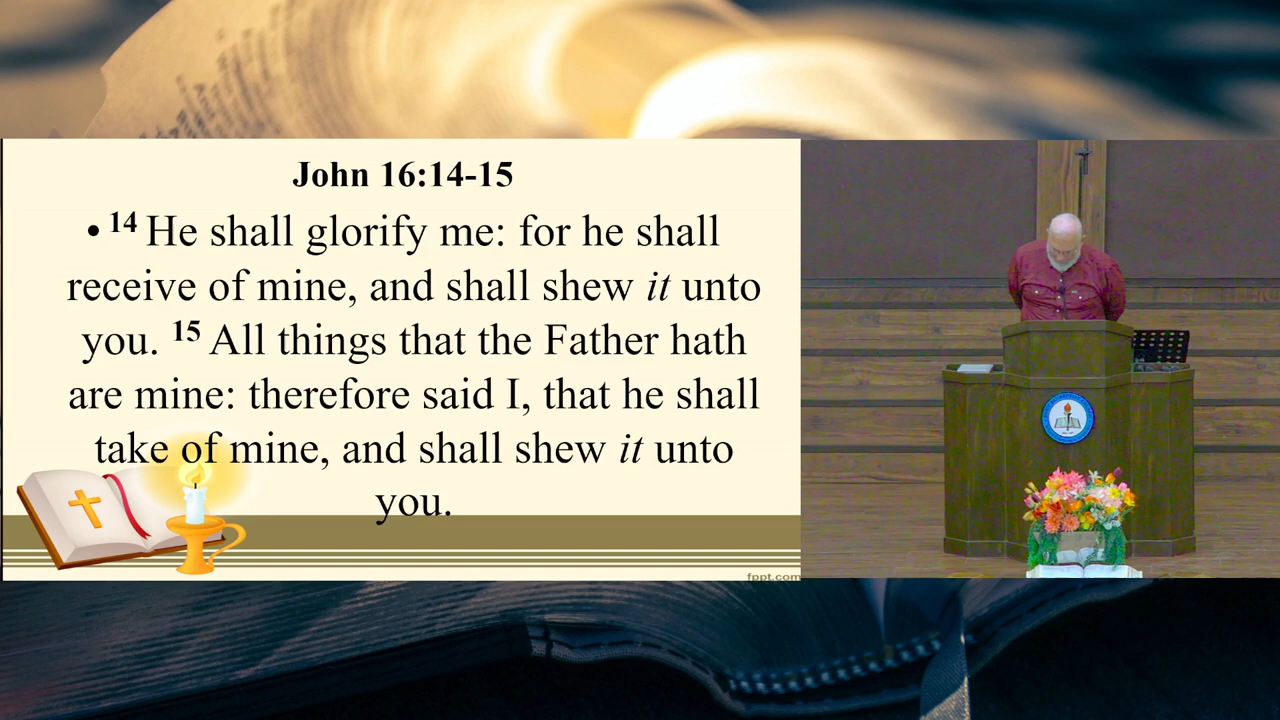 John 16:14-15
• 14 He shall glorify me: for he shall
receive of mine, and shall shew it unto
you. 15 All things that the Father hath
are mine: therefore said I, that he shall
take of mine, and shall shew it unto
you.
fppt.com